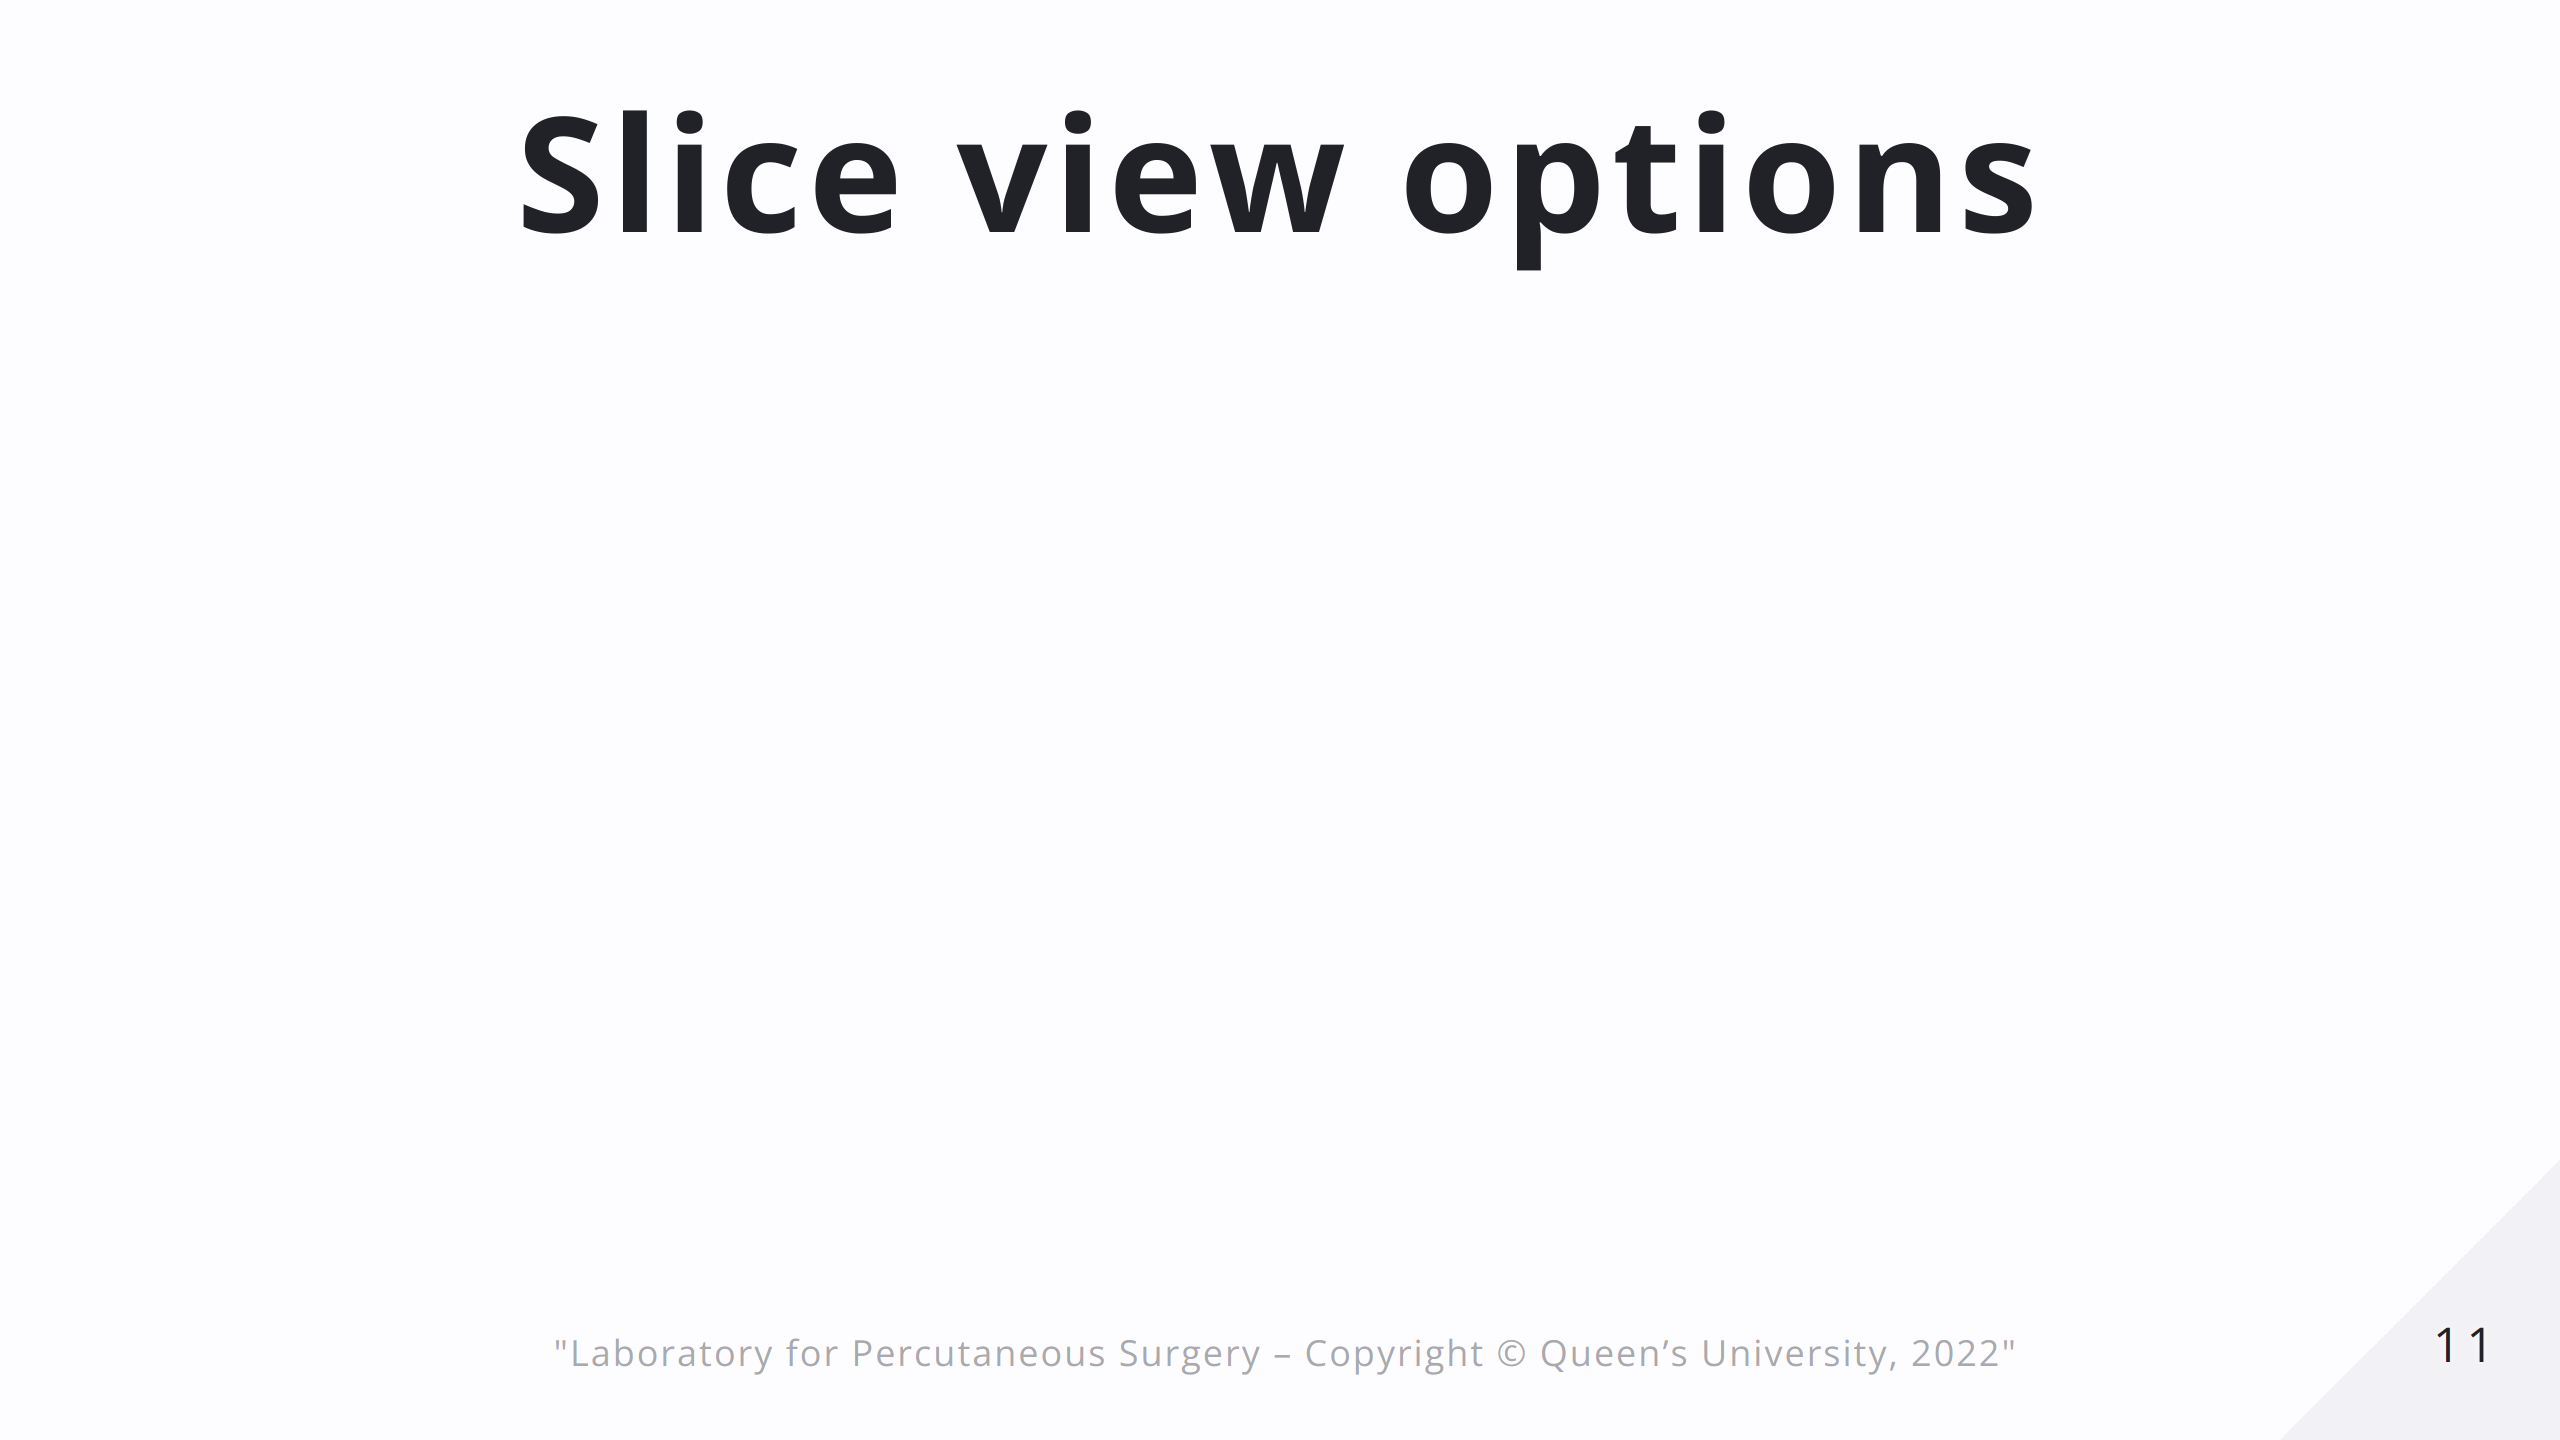 Slice view options
"Laboratory for Percutaneous Surgery – Copyright © Queen’s University, 2022"
11